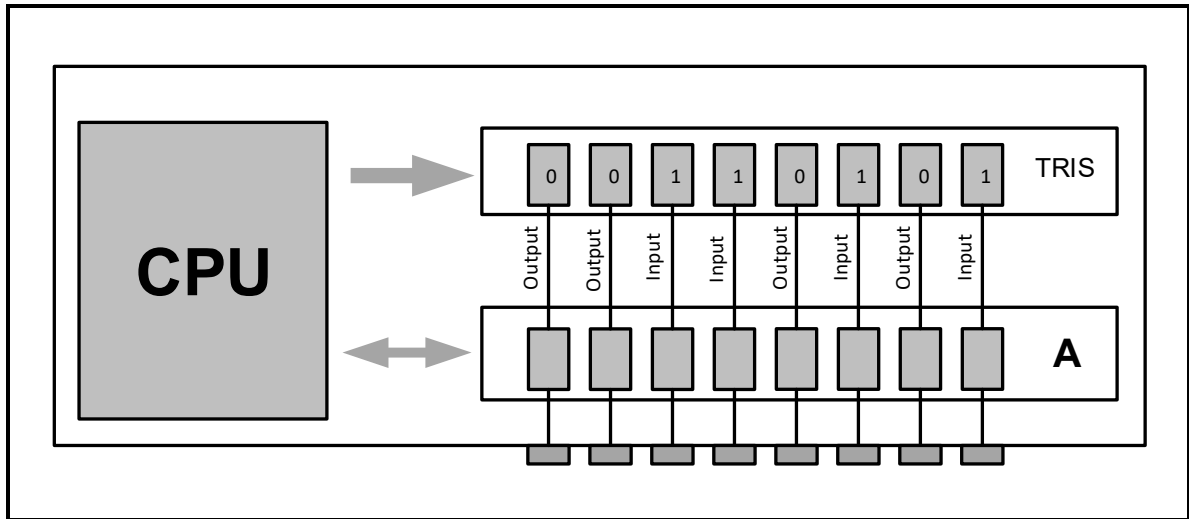 0 0 1 1 0 1 0 1 TRIS
Output Output Input Input Output Input Output Input
CPU
A